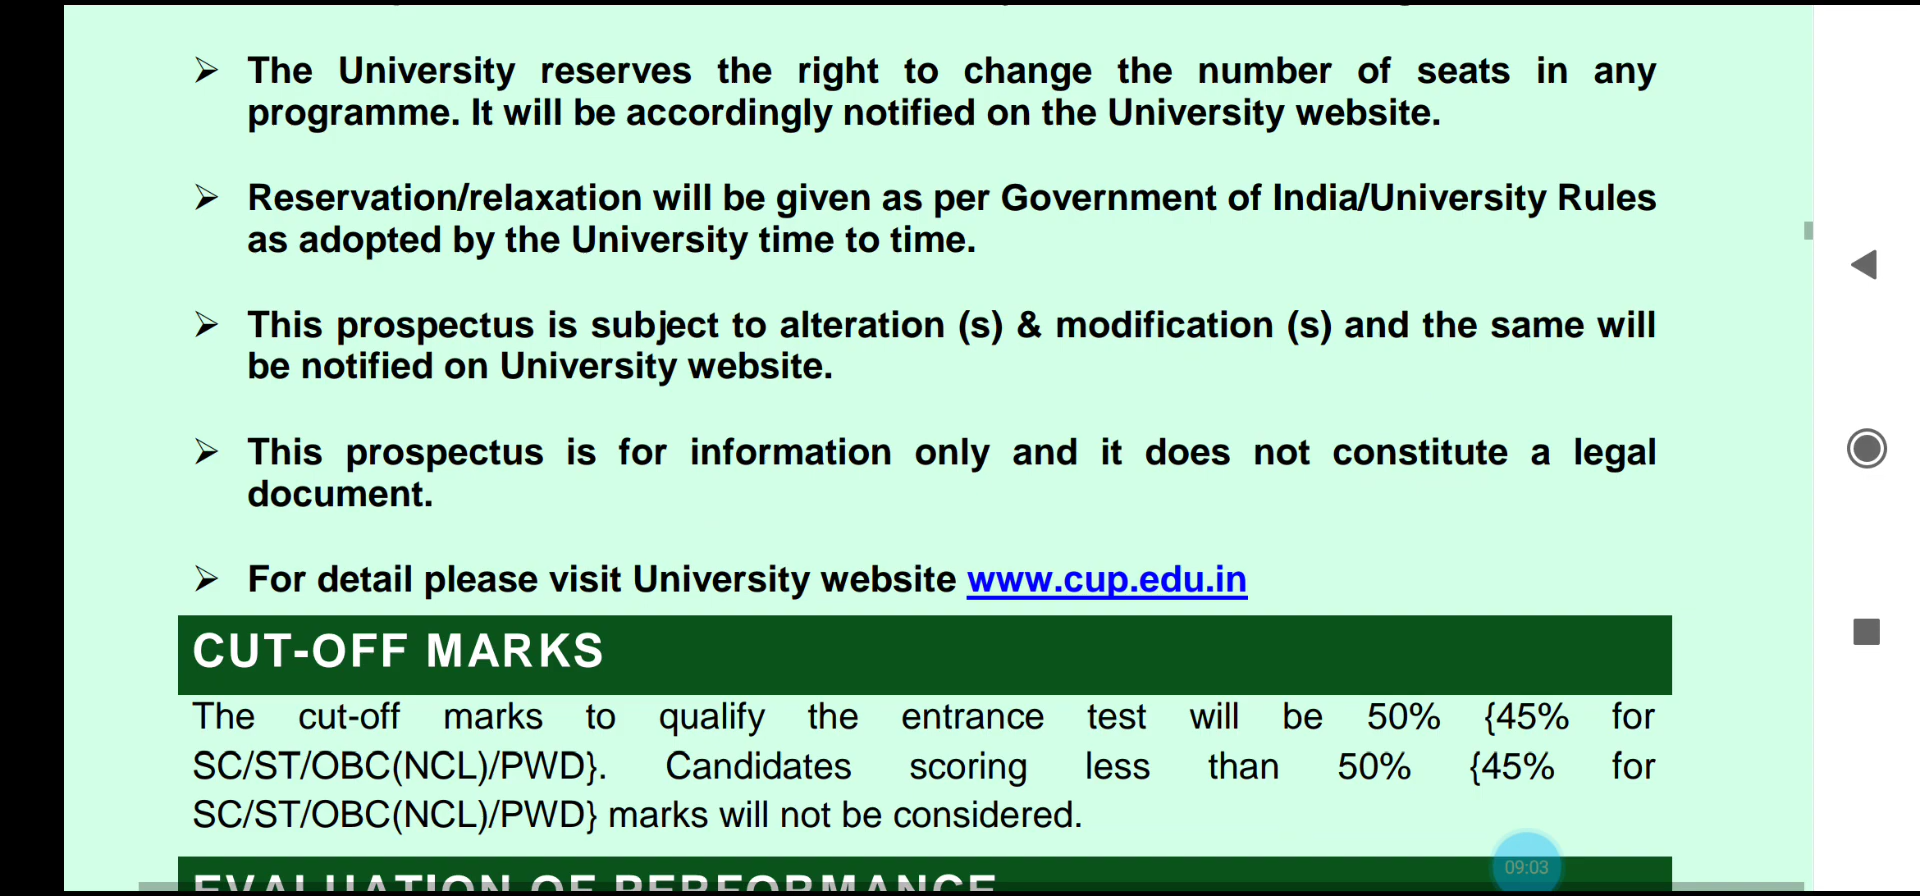 ➢ The University reserves the right to change the number of seats in any
programme. It will be accordingly notified on the University website.
➢ Reservation/relaxation will be given as per Government of India/University Rules
as adopted by the University time to time.
➢ This prospectus is subject to alteration (s) & modification (s) and the same will
be notified on University website.
➢ This prospectus is for information only and it does not constitute a legal
document.
➢ For detail please visit University website www.cup.edu.in
CUT-OFF MARKS
The cut-off marks to qualify the entrance test will be 50% {45% for
SC/ST/OBC(NCL)/PWD}. Candidates scoring less than 50% {45% for
SC/ST/OBC(NCL)/PWD} marks will not be considered.
EVALUATION OF PERFORMANCE
09:03